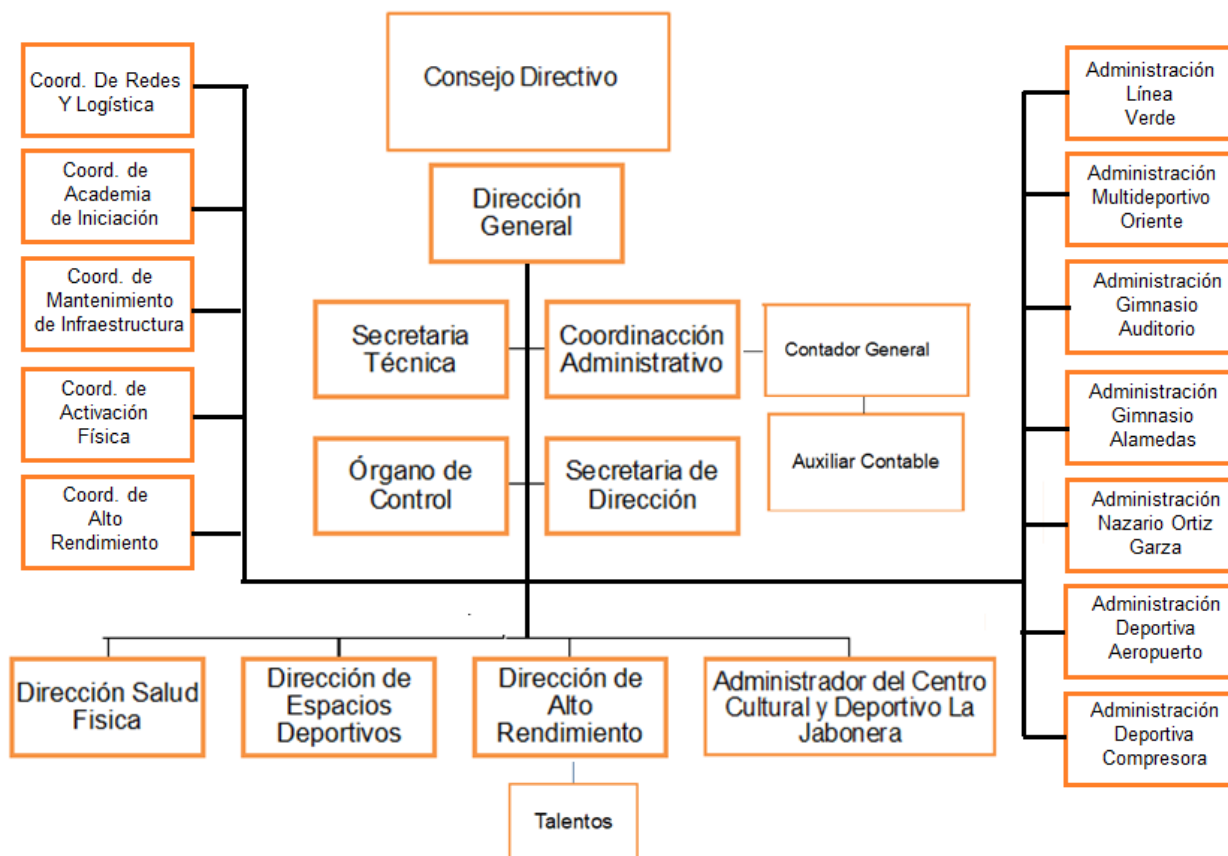 Consejo Directivo
Dirección
General
Secretaria
Técnica
Coordinacción
Administrativo
Contador General
Auxiliar Contable
Órgano de
Control
Secretaria de
Dirección
Coord. De Redes
Y Logística
Coord. de
Academia
de Iniciación
Coord. de
Mantenimiento
de Infraestructura
Coord. de
Activación
Física
Coord. de
Alto
Rendimiento
Administración
Línea
Verde
Administración
Multideportivo
Oriente
Administración
Gimnasio
Auditorio
Administración
Gimnasio
Alamedas
Administración
Nazario Ortiz
Garza
Administración
Deportiva
Aeropuerto
Administración
Deportiva
Compresora
Dirección Salud
Fisica
Dirección de
Espacios
Deportivos
Dirección de
Alto
Rendimiento
Administrador del Centro
Cultural y Deportivo La
Jabonera
Talentos